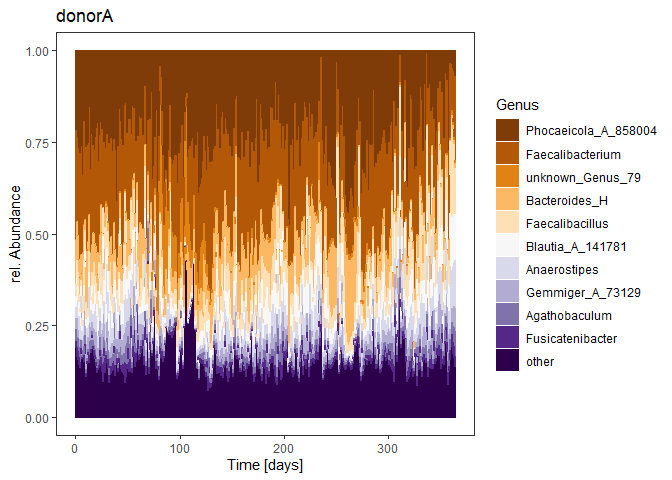 donorA
1.00
0.75
0.50
0.25
0.00
rel. Abundance
0
100
200
300
Time [days]
Genus
Phocaeicola_A_858004
Faecalibacterium
unknown_Genus_79
Bacteroides_H
Faecalibacillus
Blautia_A_141781
Anaerostipes
Gemmiger_A_73129
Agathobaculum
Fusicatenibacter
other